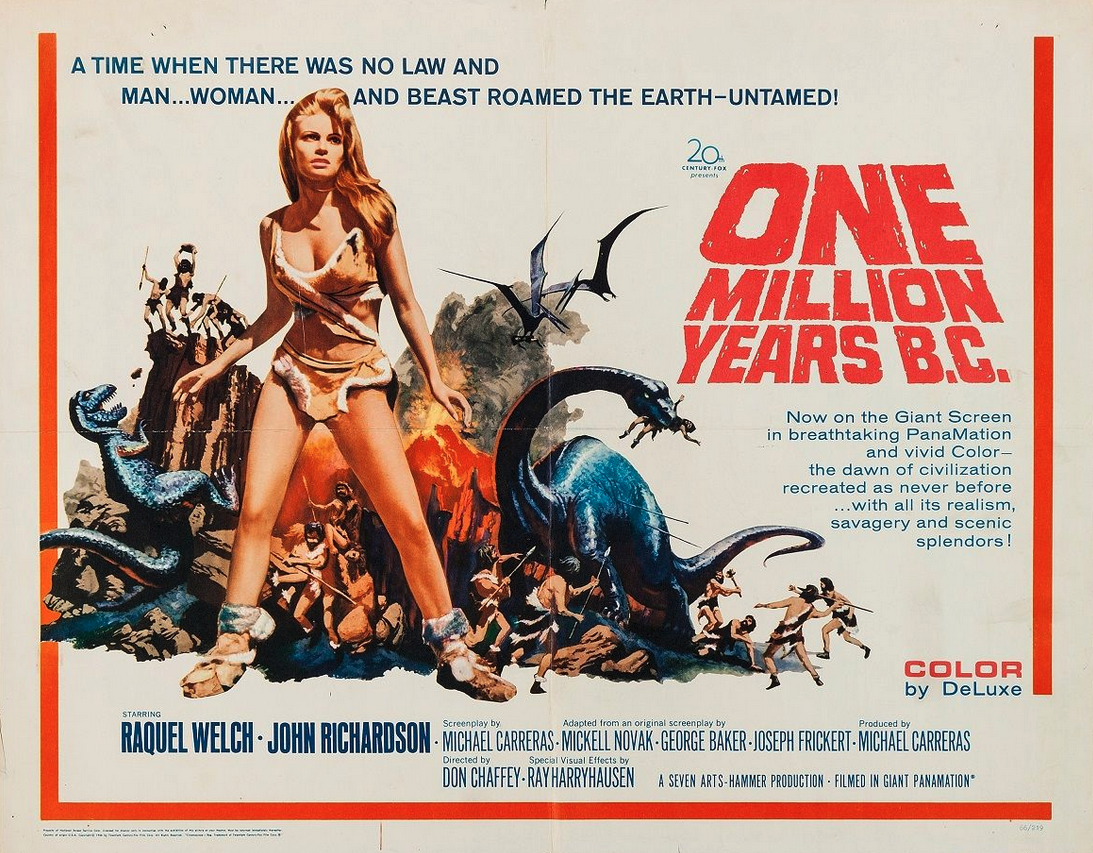 A TIME WHEN THERE WAS NO LAW AND
MAN...WOMAN... AND BEAST ROAMED THE EARTH–UNTAMED!
20th
CENTURY-FOX
presents
ONE
MILLION
YEARS B.C.
Now on the Giant Screen
in breathtaking PanaMation
and vivid Color—
the dawn of civilization
recreated as never before
...with all its realism,
savagery and scenic
splendors!
COLOR
by DeLuxe
STARRING
RAQUEL WELCH · JOHN RICHARDSON ·
Screenplay by
MICHAEL CARRERAS ·
Adapted from an original screenplay by
MICKELL NOVAK · GEORGE BAKER · JOSEPH FRICKERT ·
Produced by
MICHAEL CARRERAS
Directed by
DON CHAFFEY ·
Special Visual Effects by
RAY HARRYHAUSEN
A SEVEN ARTS-HAMMER PRODUCTION · FILMED IN GIANT PANAMATION®
66/219